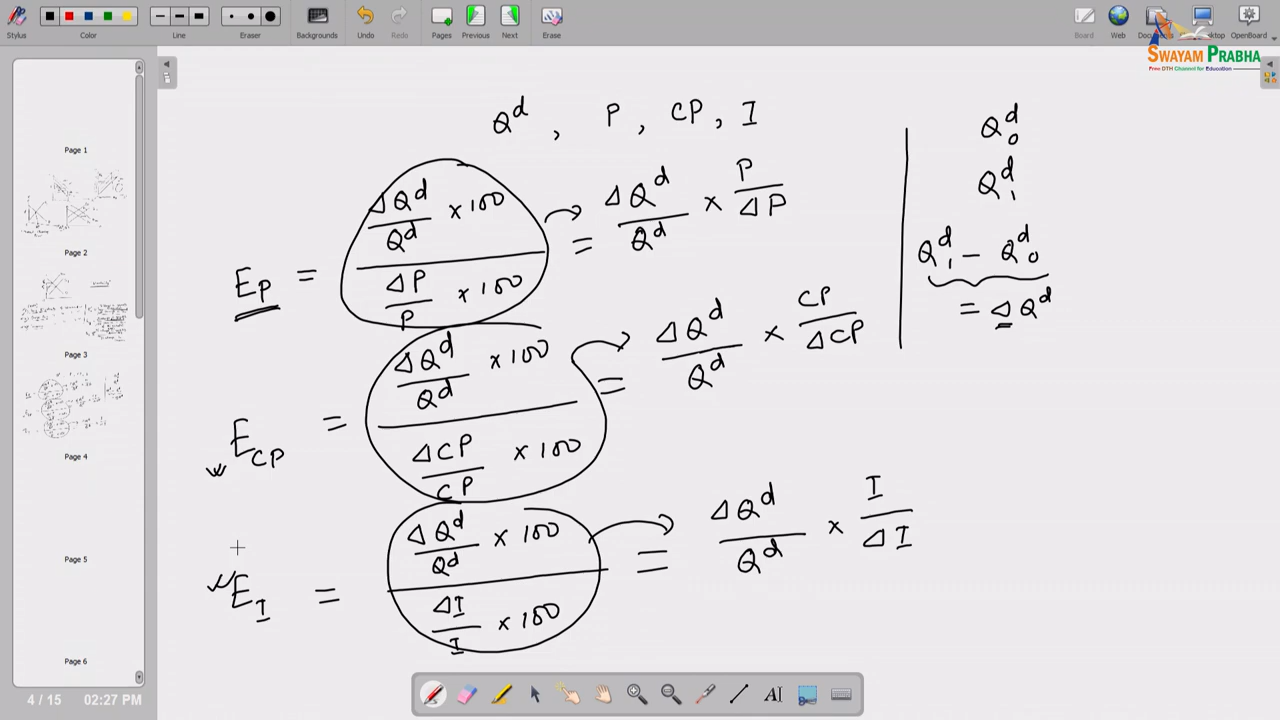 Stylus
Color
Line
Eraser
Backgrounds
Undo
Redo
Pages
Previous
Next
Erase
Board
Web
OpenBoard
SWAYAM PRABHA
Free DTH Channel for Education
Page 1
Page 2
Page 3
Page 4
Page 5
Page 6
4 / 15 02:27 PM
Q^d , P , CP , I
E_P = (ΔQ^d/Q^d × 100) / (ΔP/P × 100) = ΔQ^d/Q^d × P/ΔP
E_CP = (ΔQ^d/Q^d × 100) / (ΔCP/CP × 100) = ΔQ^d/Q^d × CP/ΔCP
E_I = (ΔQ^d/Q^d × 100) / (ΔI/I × 100) = ΔQ^d/Q^d × I/ΔI
Q^d_0
Q^d_1
Q^d_1 - Q^d_0
= ΔQ^d